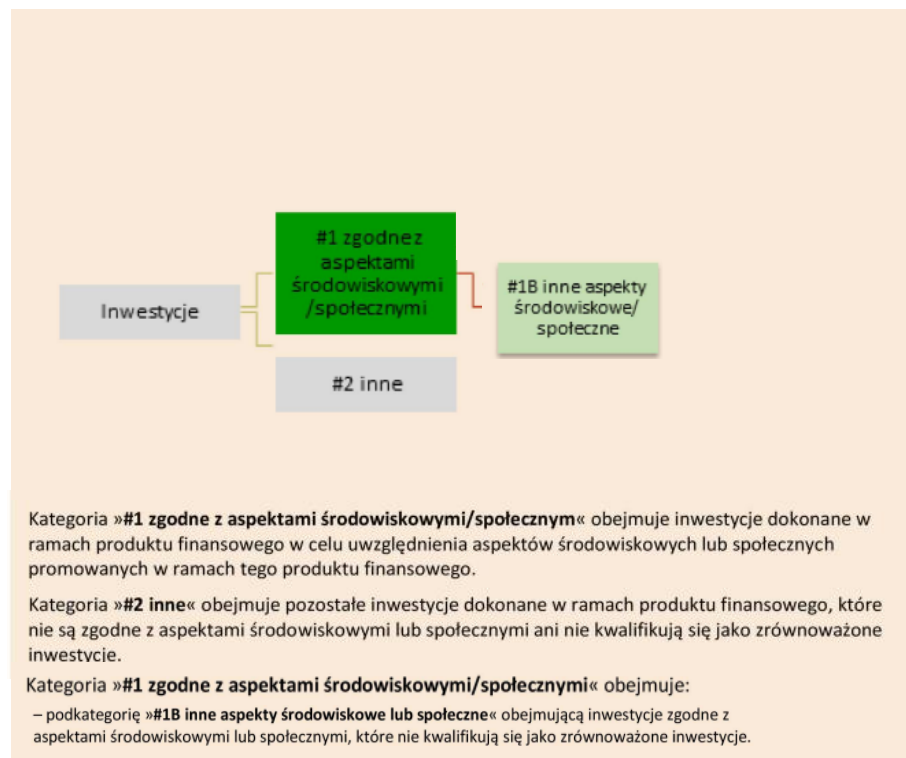 #1 zgodne z
aspektami
środowiskowymi
/społecznymi
Inwestycje
#1B inne aspekty
środowiskowe/
społeczne
#2 inne
Kategoria »#1 zgodne z aspektami środowiskowymi/społecznym« obejmuje inwestycje dokonane w
ramach produktu finansowego w celu uwzględnienia aspektów środowiskowych lub społecznych
promowanych w ramach tego produktu finansowego.
Kategoria »#2 inne« obejmuje pozostałe inwestycje dokonane w ramach produktu finansowego, które
nie są zgodne z aspektami środowiskowymi lub społecznymi ani nie kwalifikują się jako zrównoważone
inwestycie.
Kategoria »#1 zgodne z aspektami środowiskowymi/społecznymi« obejmuje:
– podkategorię »#1B inne aspekty środowiskowe lub społeczne« obejmującą inwestycje zgodne z
aspektami środowiskowymi lub społecznymi, które nie kwalifikują się jako zrównoważone inwestycje.